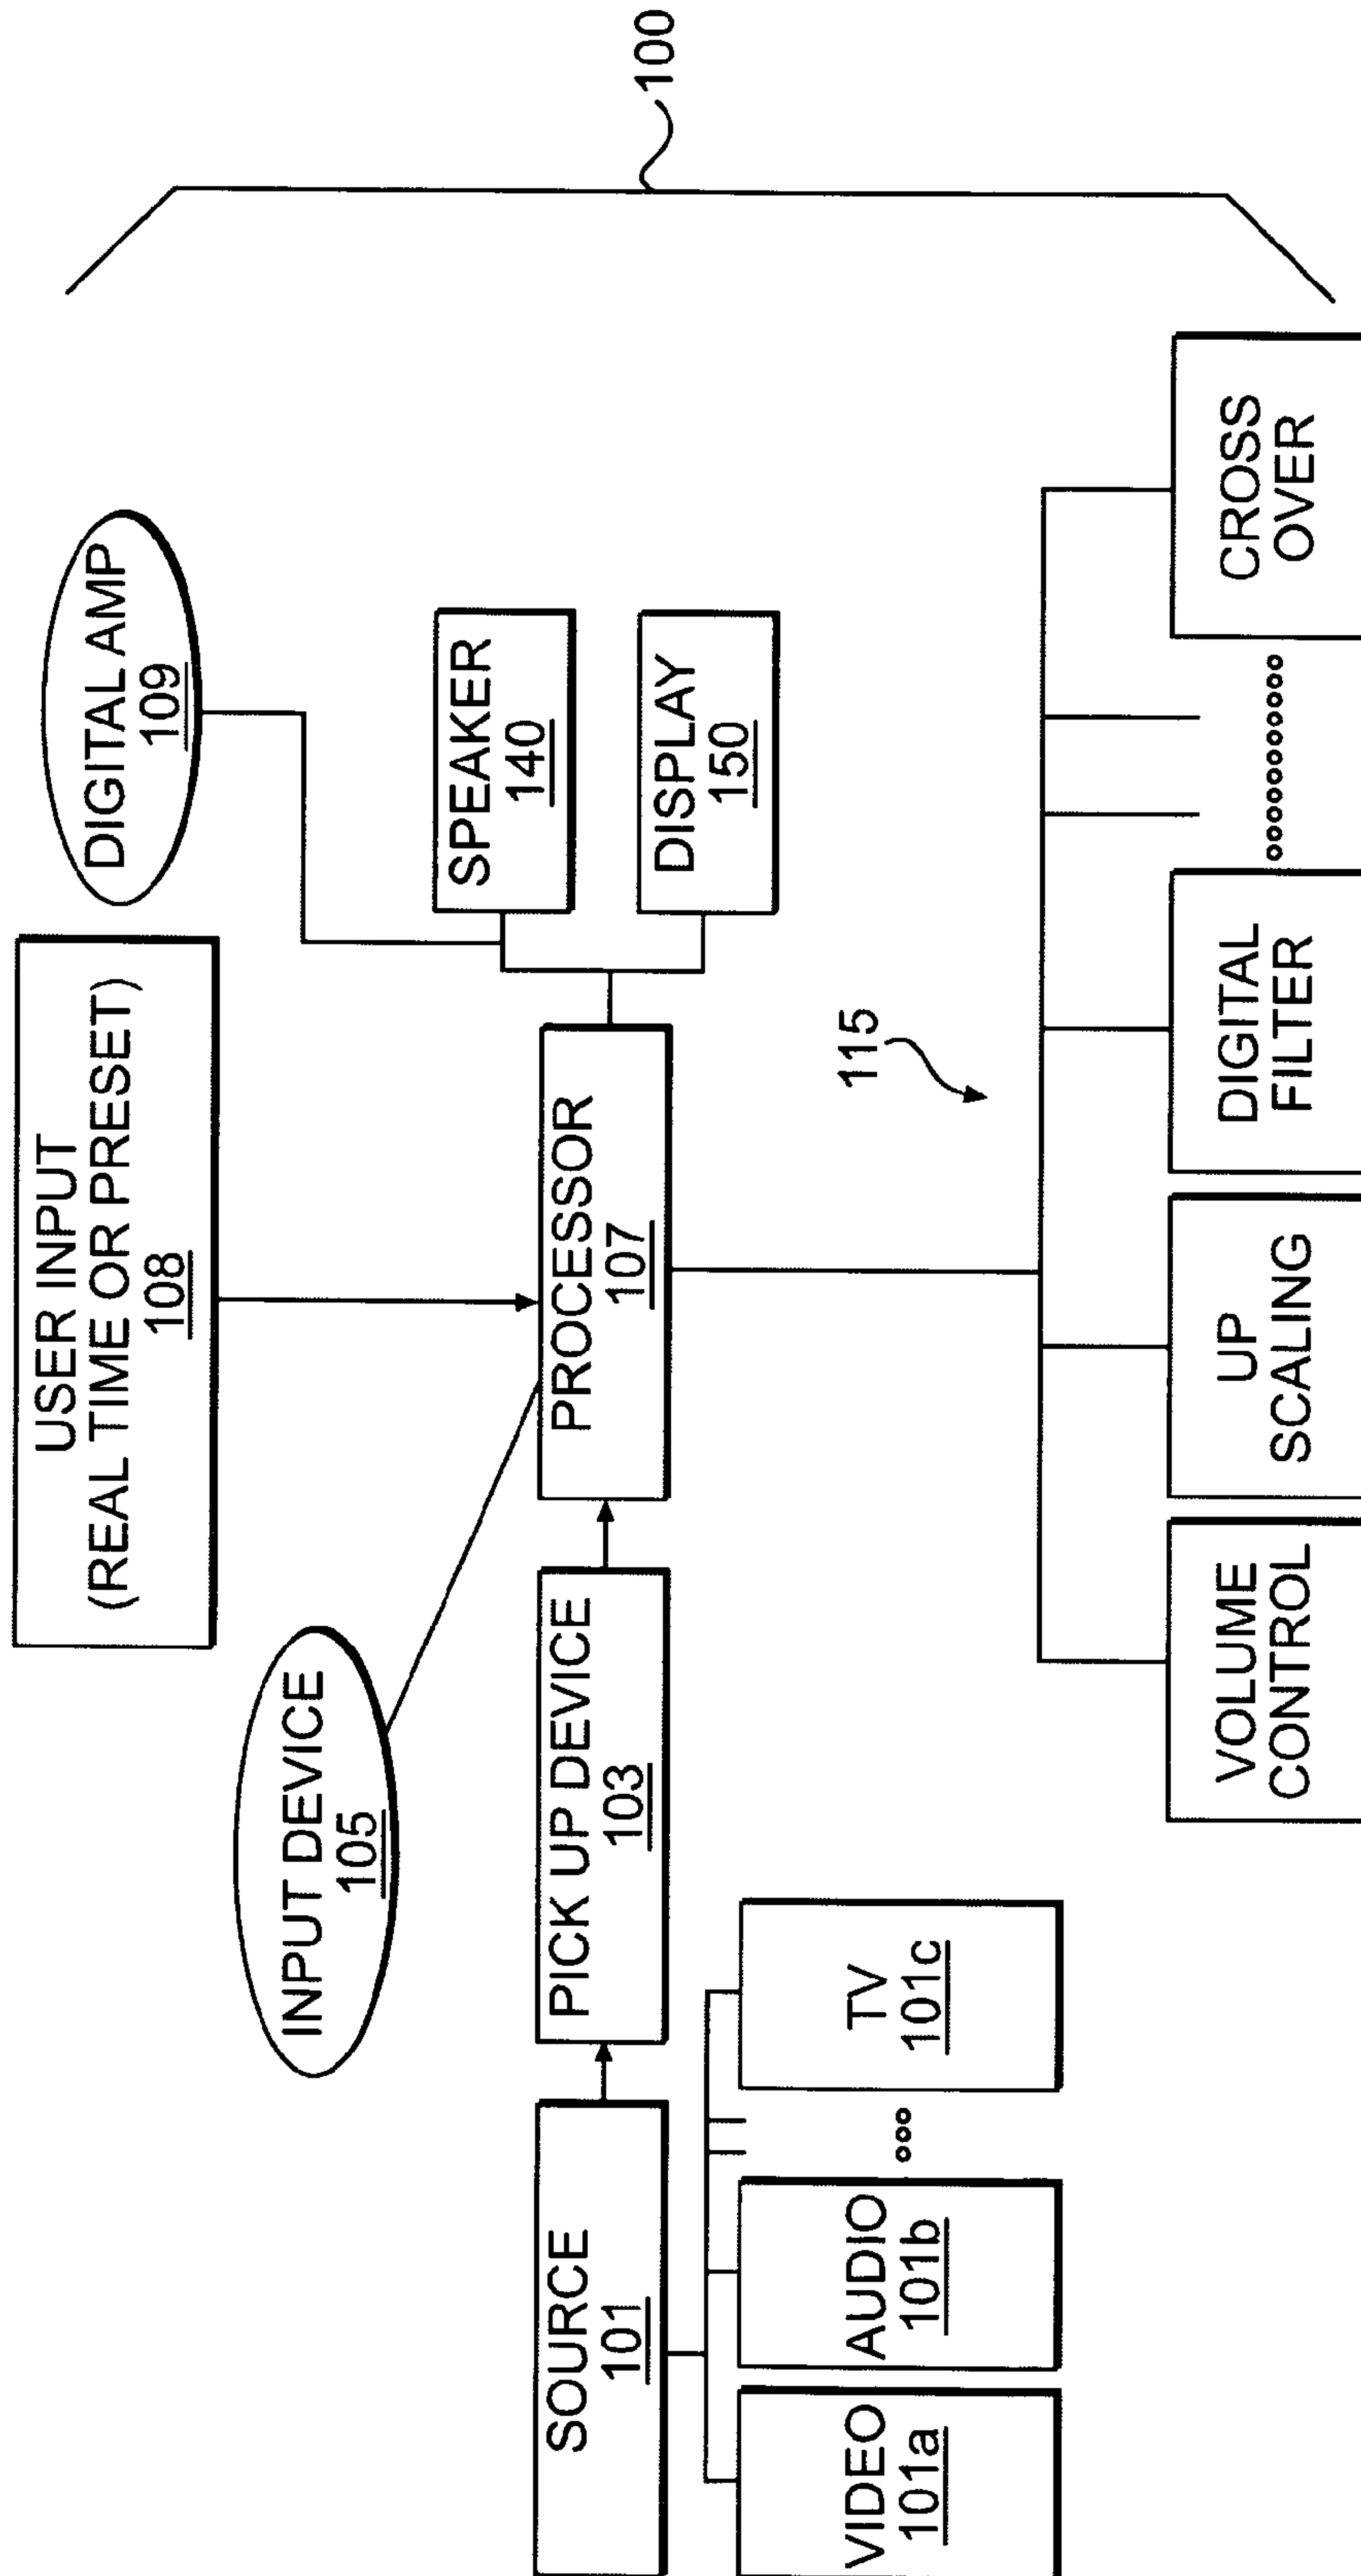 USER INPUT
(REAL TIME OR PRESET)
108
DIGITAL AMP
109
INPUT DEVICE
105
SPEAKER
140
DISPLAY
150
100
SOURCE
101
PICK UP DEVICE
103
PROCESSOR
107
115
VIDEO
101a
AUDIO
101b
TV
101c
VOLUME
CONTROL
UP
SCALING
DIGITAL
FILTER
CROSS
OVER